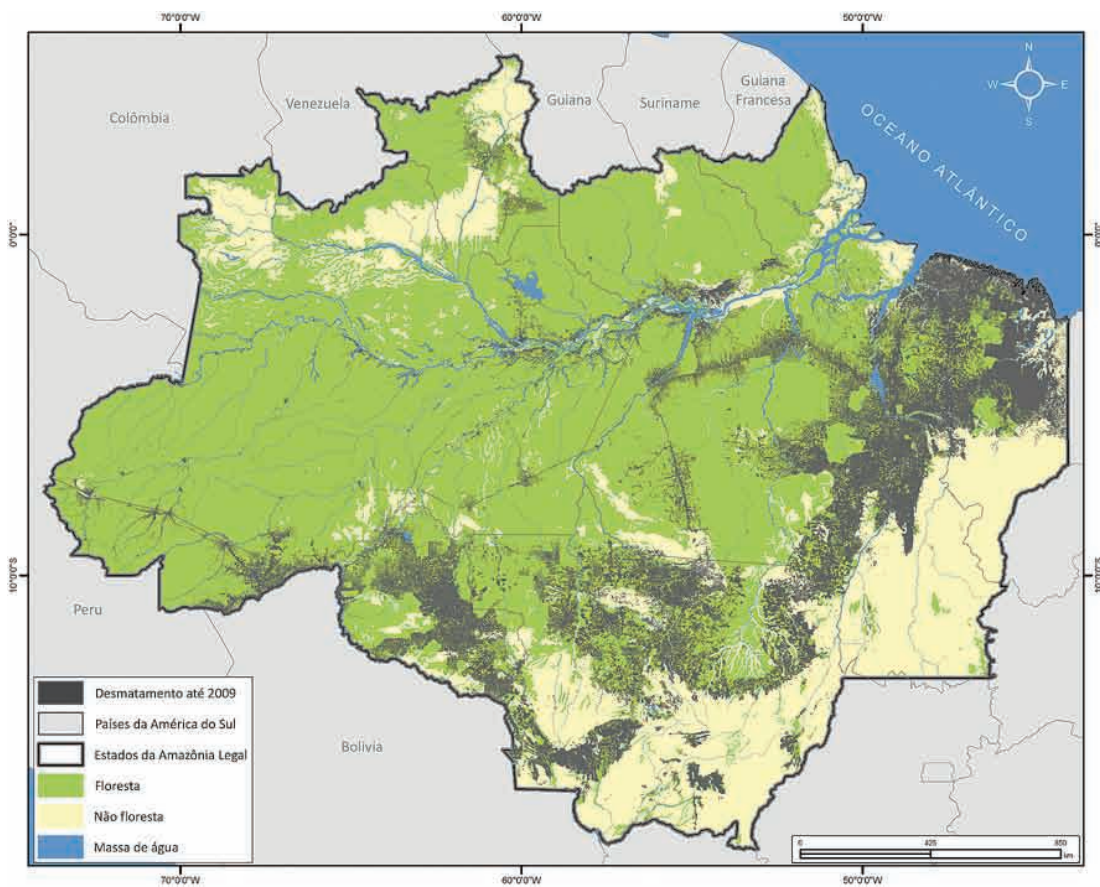 70°0'0"W 60°0'0"W 50°0'0"W
N
W E
S
Colômbia
Venezuela
Guiana
Suriname
Guiana
Francesa
OCEANO ATLÂNTICO
0°0'0"
0°0'0"
10°0'0"S
10°0'0"S
Peru
Bolívia
Desmatamento até 2009
Países da América do Sul
Estados da Amazônia Legal
Floresta
Não floresta
Massa de água
0 425 850
km
70°0'0"W 60°0'0"W 50°0'0"W